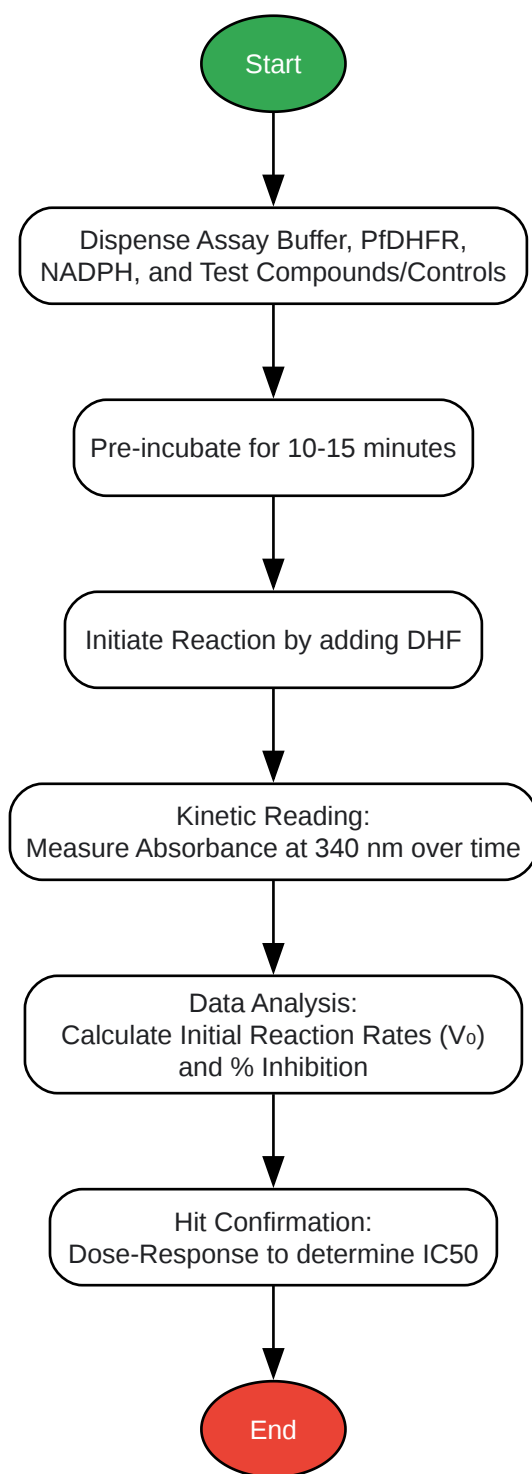 Start
Dispense Assay Buffer, PfDHFR,
NADPH, and Test Compounds/Controls
Pre-incubate for 10-15 minutes
Initiate Reaction by adding DHF
Kinetic Reading:
Measure Absorbance at 340 nm over time
Data Analysis:
Calculate Initial Reaction Rates (V₀)
and % Inhibition
Hit Confirmation:
Dose-Response to determine IC50
End